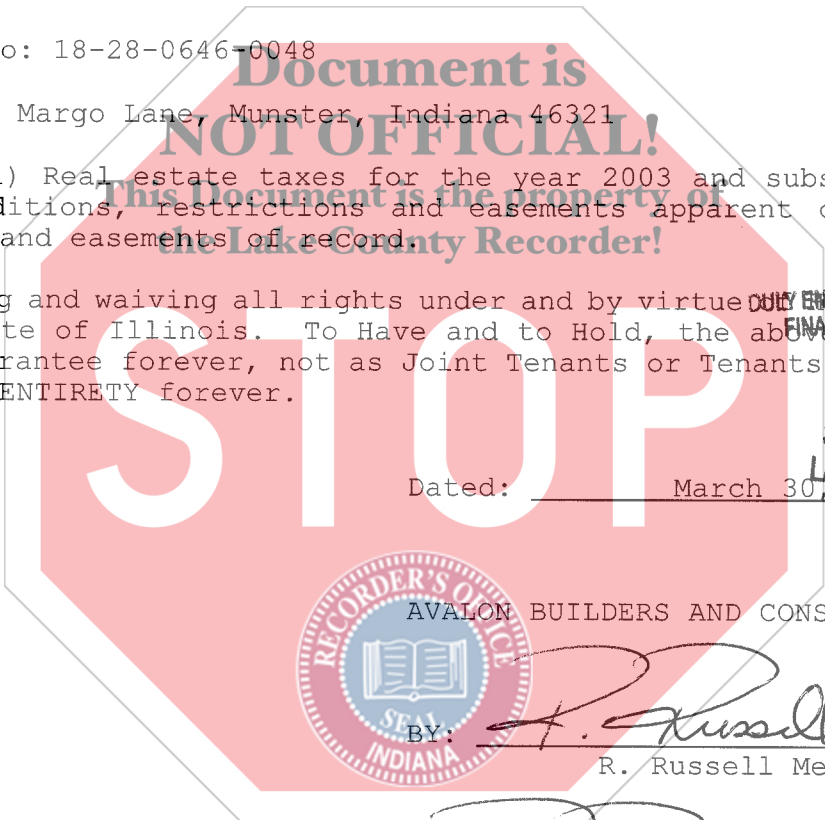 o: 18-28-0646-0048
Document is
Margo Lane, Munster, Indiana 46321
NOT OFFICIAL!
) Real estate taxes for the year 2003 and subs
This Document is the property of
ditions, restrictions and easements apparent
and easements of record.
the Lake County Recorder!
g and waiving all rights under and by virtue
DULY EN
te of Illinois. To Have and to Hold, the above
FINA
rantee forever, not as Joint Tenants or Tenants
ENTIRETY forever.
STOP
Dated: March 30,
RECORDER'S OFFICE
AVALON BUILDERS AND CONS
SEAL
INDIANA
BY: R. Russell
R. Russell Me